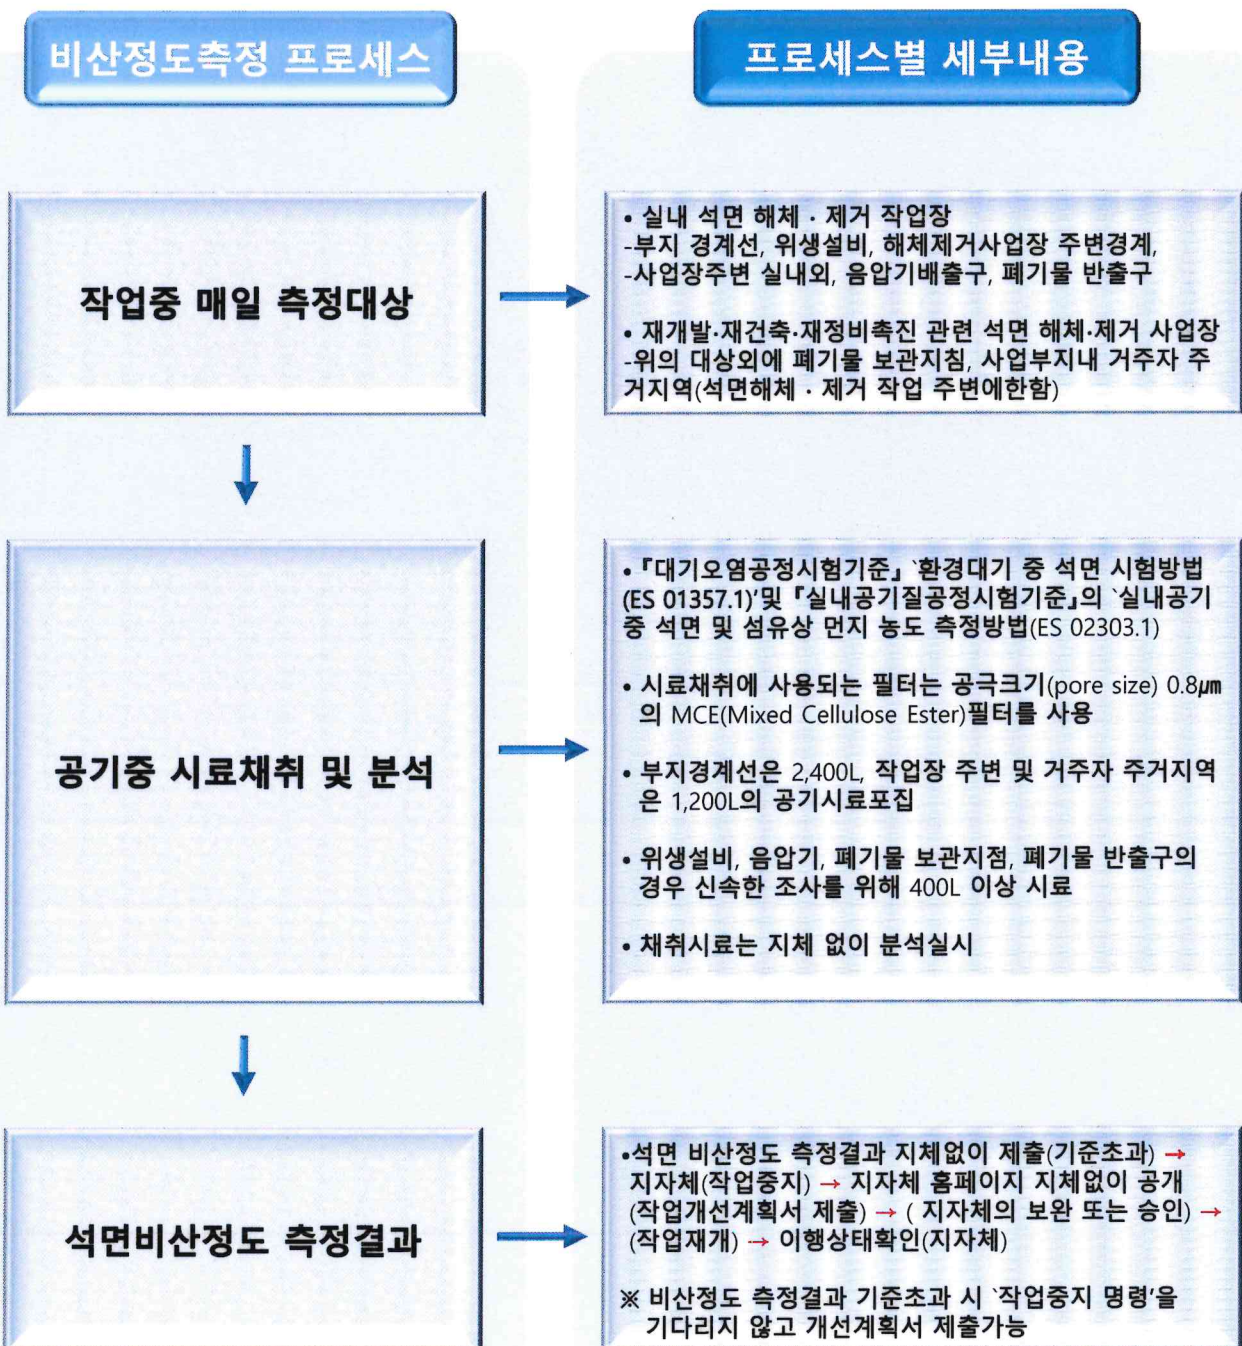 비산정도측정 프로세스
프로세스별 세부내용
작업중 매일 측정대상
• 실내 석면 해체 · 제거 작업장
-부지 경계선, 위생설비, 해체제거사업장 주변경계,
-사업장주변 실내외, 음압기배출구, 폐기물 반출구
• 재개발·재건축·재정비촉진 관련 석면 해체·제거 사업장
-위의 대상외에 폐기물 보관지침, 사업부지내 거주자 주
거지역(석면해체 · 제거 작업 주변에한함)
공기중 시료채취 및 분석
• 『대기오염공정시험기준』 `환경대기 중 석면 시험방법
(ES 01357.1)'및 『실내공기질공정시험기준』의 `실내공기
중 석면 및 섬유상 먼지 농도 측정방법(ES 02303.1)
• 시료채취에 사용되는 필터는 공극크기(pore size) 0.8㎛
의 MCE(Mixed Cellulose Ester)필터를 사용
• 부지경계선은 2,400L, 작업장 주변 및 거주자 주거지역
은 1,200L의 공기시료포집
• 위생설비, 음압기, 폐기물 보관지점, 폐기물 반출구의
경우 신속한 조사를 위해 400L 이상 시료
• 채취시료는 지체 없이 분석실시
석면비산정도 측정결과
•석면 비산정도 측정결과 지체없이 제출(기준초과) →
지자체(작업중지) → 지자체 홈페이지 지체없이 공개
(작업개선계획서 제출) → ( 지자체의 보완 또는 승인) →
(작업재개) → 이행상태확인(지자체)
※ 비산정도 측정결과 기준초과 시 `작업중지 명령'을
기다리지 않고 개선계획서 제출가능